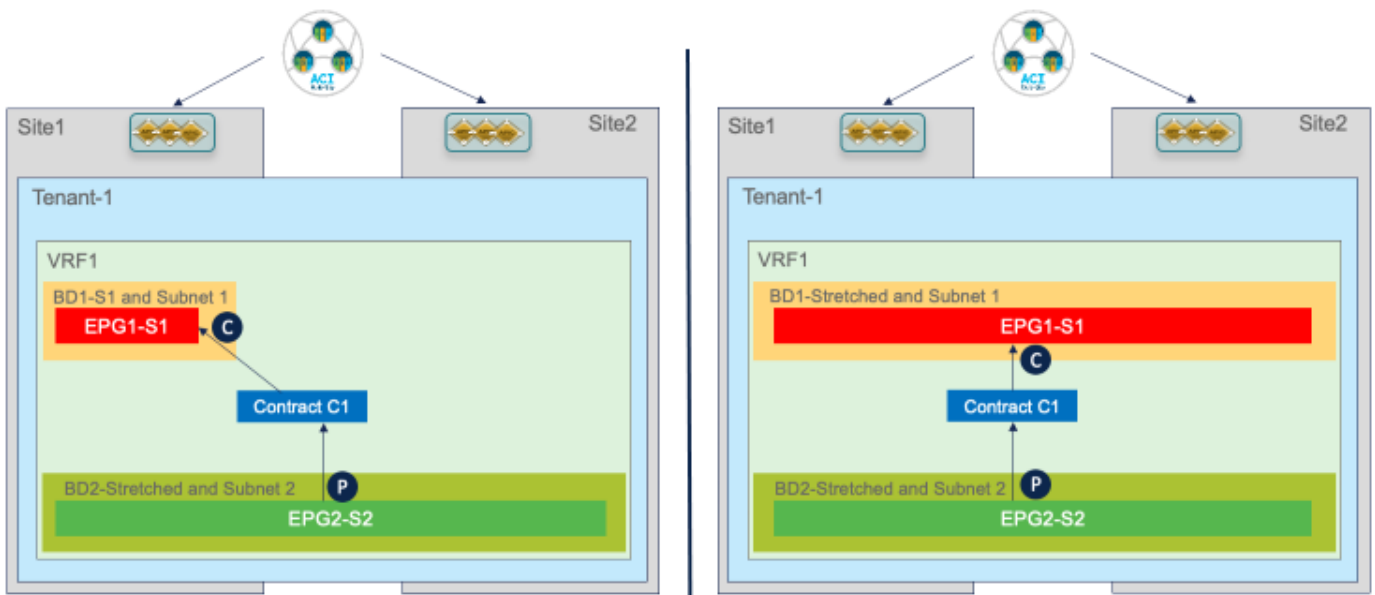 ACI
ACI
Site1
Site2
Site1
Site2
Tenant-1
Tenant-1
VRF1
VRF1
BD1-S1 and Subnet 1
BD1-Stretched and Subnet 1
EPG1-S1
C
EPG1-S1
C
Contract C1
Contract C1
BD2-Stretched and Subnet 2
P
BD2-Stretched and Subnet 2
P
EPG2-S2
EPG2-S2